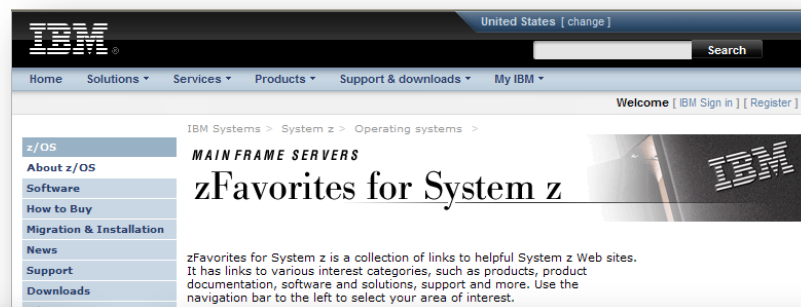 United States [ change ]
IBM®
Search
Home Solutions Services Products Support & downloads My IBM
Welcome [ IBM Sign in ] [ Register ]
IBM Systems > System z > Operating systems >
z/OS
About z/OS
Software
How to Buy
Migration & Installation
News
Support
Downloads
MAINFRAME SERVERS
zFavorites for System z
IBM
zFavorites for System z is a collection of links to helpful System z Web sites.
It has links to various interest categories, such as products, product
documentation, software and solutions, support and more. Use the
navigation bar to the left to select your area of interest.